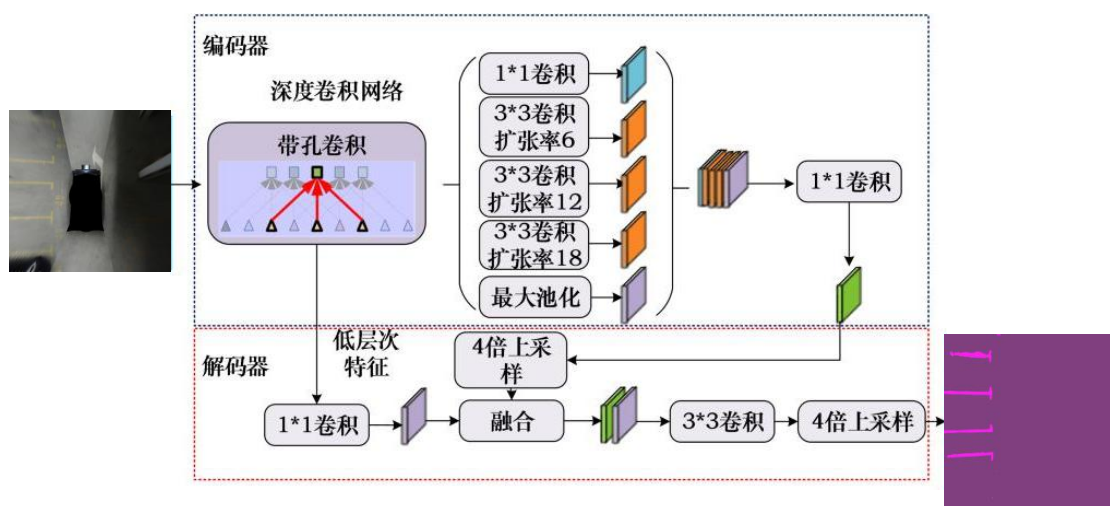 编码器
深度卷积网络
带孔卷积
1*1卷积
3*3卷积
扩张率6
3*3卷积
扩张率12
3*3卷积
扩张率18
最大池化
1*1卷积
解码器
低层次
特征
4倍上采
样
1*1卷积
融合
3*3卷积
4倍上采样